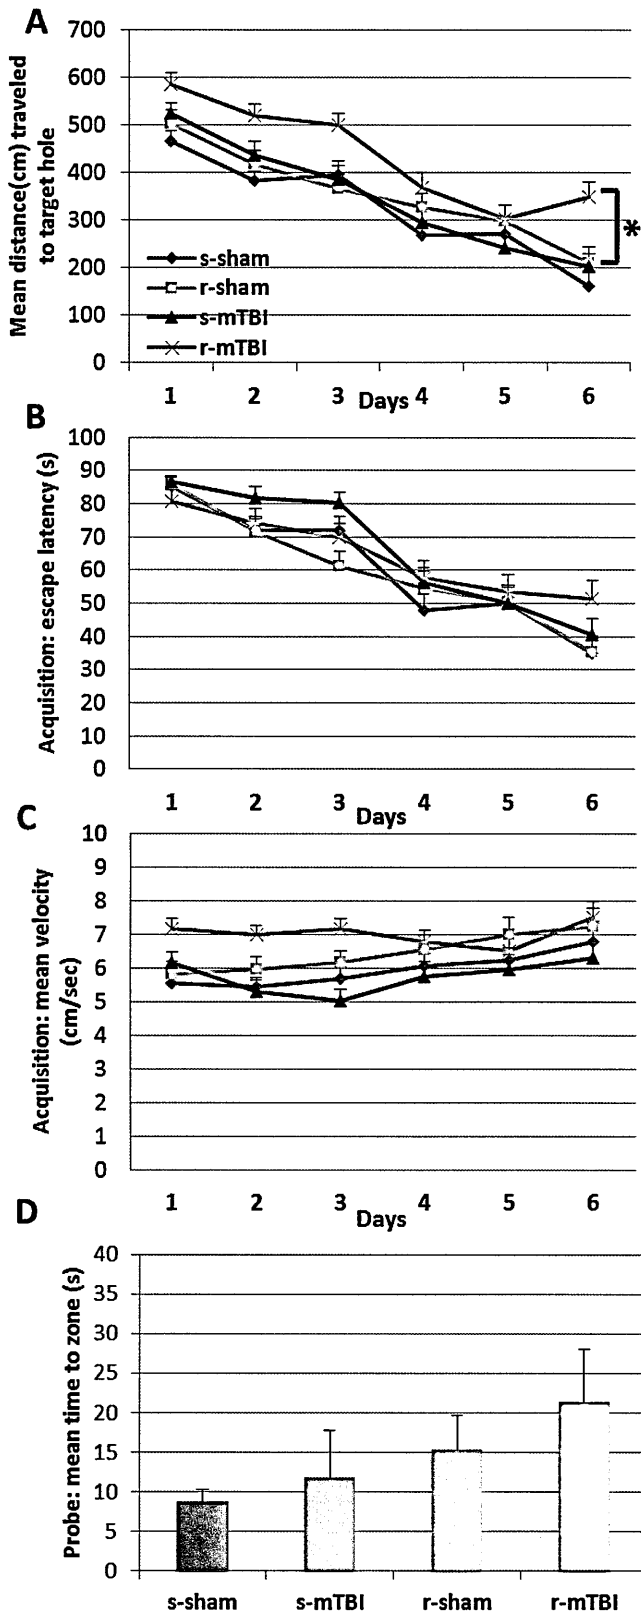 A
Mean distance(cm) traveled
to target hole
700
600
500
400
300
200
100
0
s-sham
r-sham
s-mTBI
r-mTBI
*
1 2 3 4 5 6
Days
B
Acquisition: escape latency (s)
100
90
80
70
60
50
40
30
20
10
0
1 2 3 4 5 6
Days
C
Acquisition: mean velocity
(cm/sec)
10
9
8
7
6
5
4
3
2
1
0
1 2 3 4 5 6
Days
D
Probe: mean time to zone (s)
40
35
30
25
20
15
10
5
0
s-sham s-mTBI r-sham r-mTBI